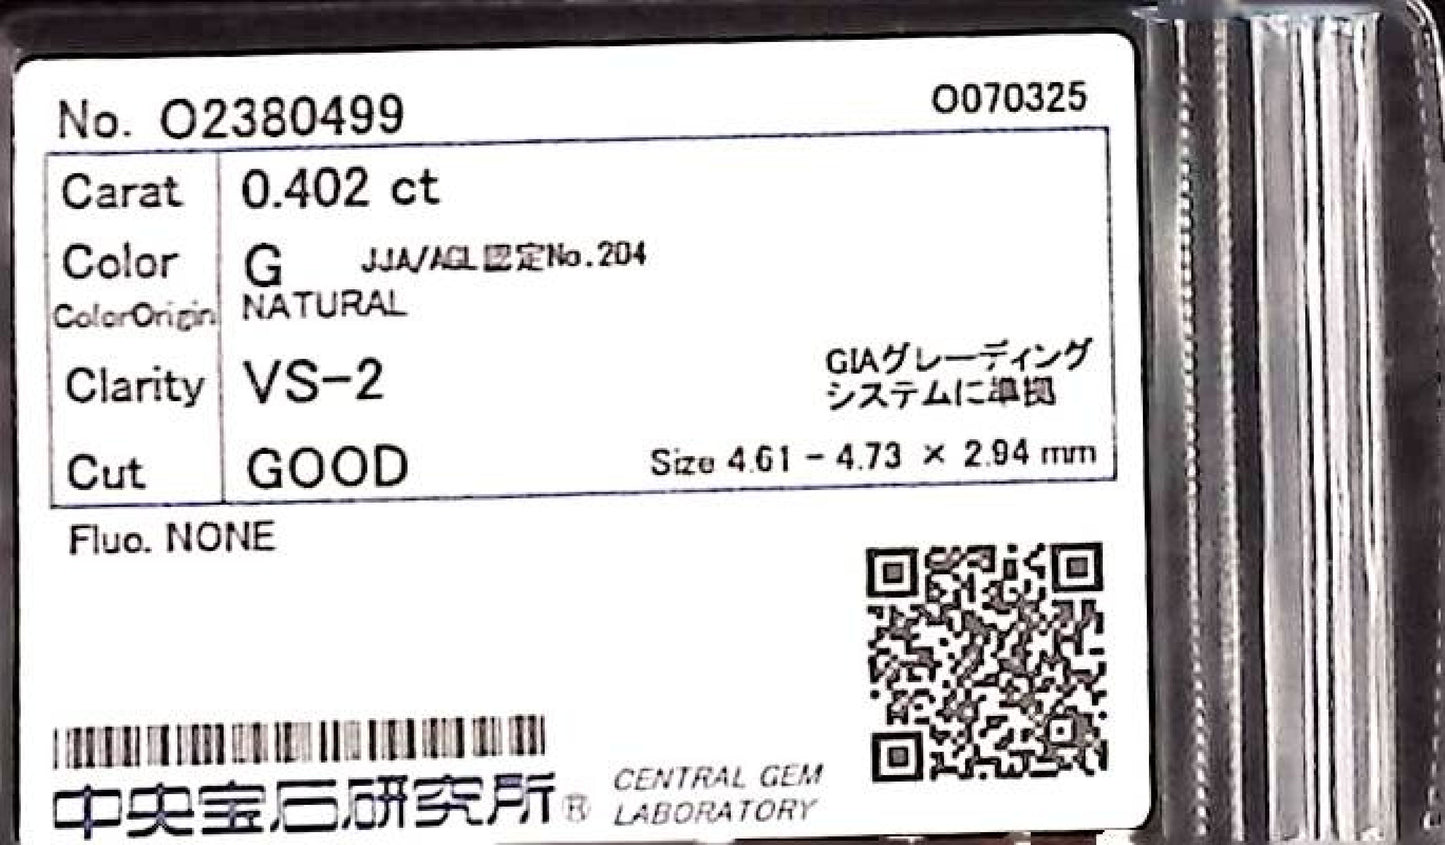 No. O2380499
O070325
Carat 0.402 ct
Color G JJA/AGL認定No.204
ColorOrigin NATURAL
Clarity VS-2
GIAグレーディング
システムに準拠
Cut GOOD
Size 4.61 - 4.73 × 2.94 mm
Fluo. NONE
中央宝石研究所®
CENTRAL GEM
LABORATORY